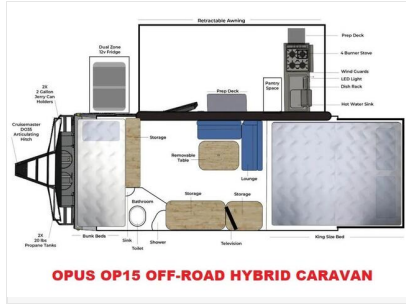 Retractable Awning
Prep Deck
4 Burner Stove
Wind Guards
LED Light
Dish Rack
Hot Water Sink
Pantry
Space
Prep Deck
Dual Zone
12v Fridge
2X
2 Gallon
Jerry Can
Holders
Cruisemaster
DO35
Articulating
Hitch
2X
20 lbs
Propane Tanks
Storage
Removable
Table
Lounge
Bathroom
Storage
Storage
Bunk Beds
Sink
Toilet
Shower
Television
King Size Bed
OPUS OP15 OFF-ROAD HYBRID CARAVAN